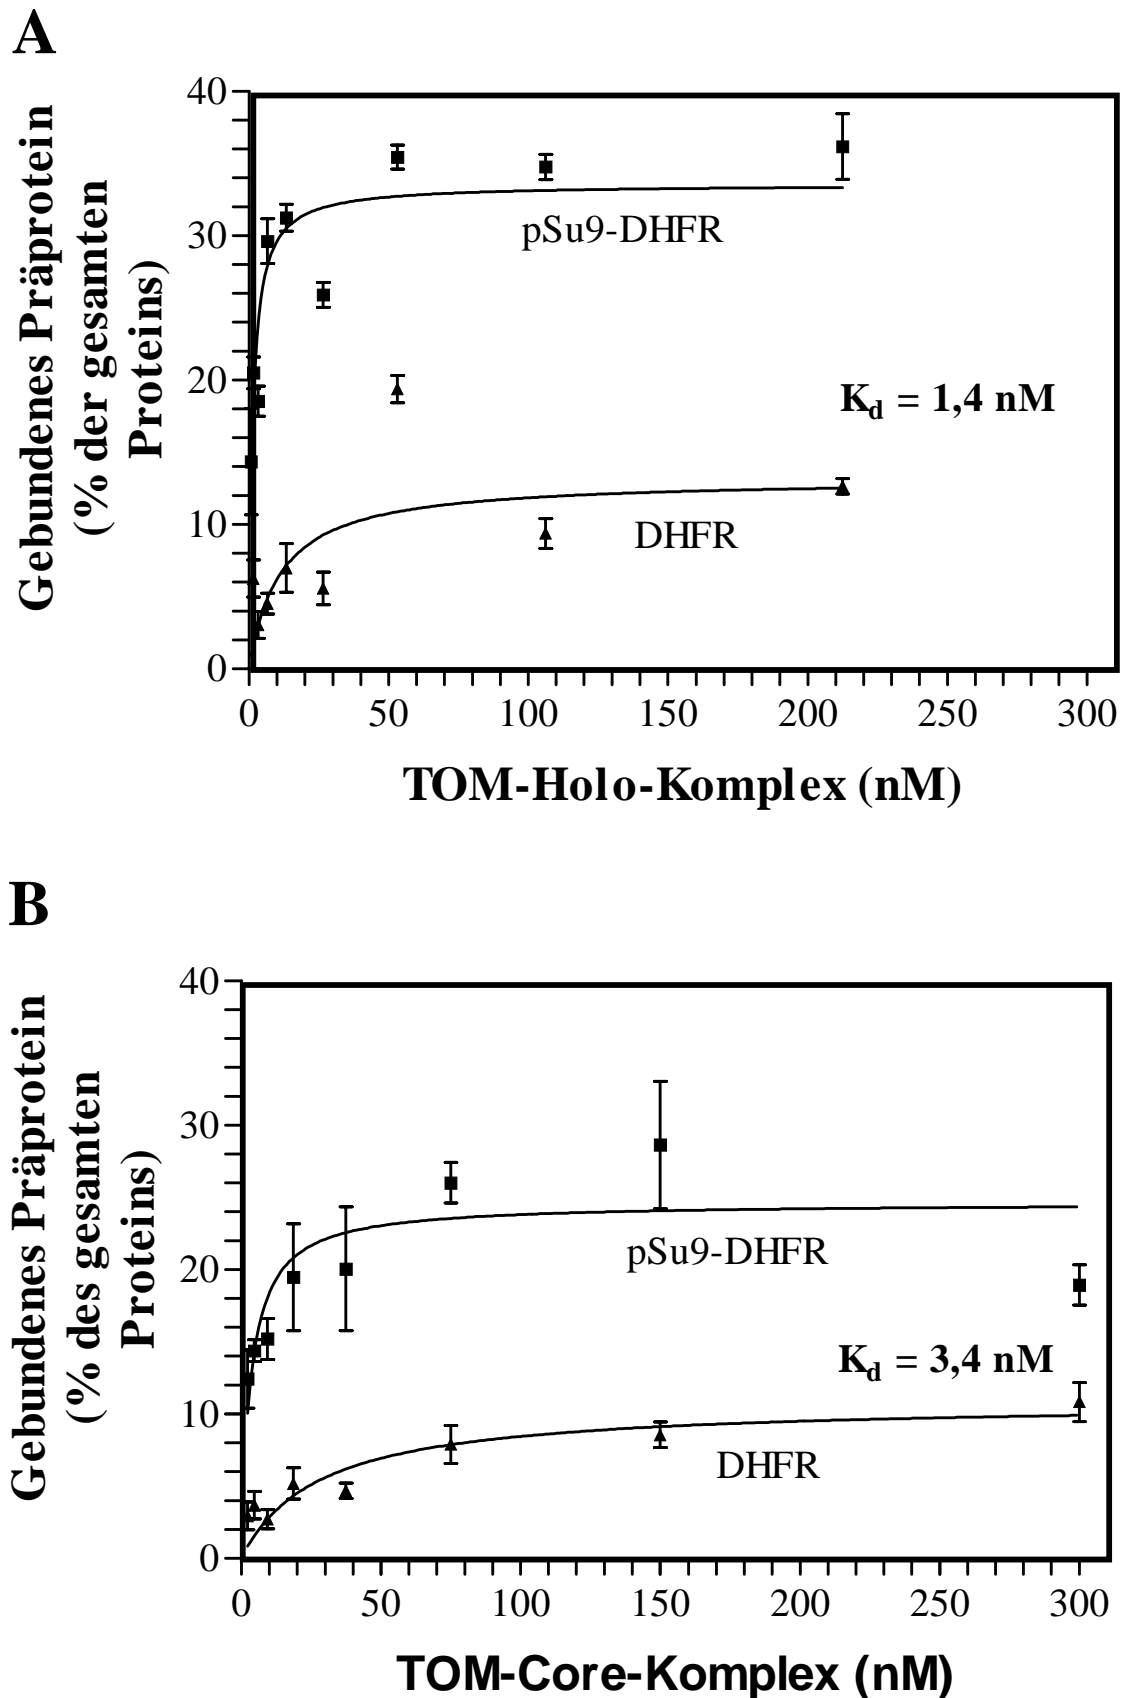 A
Gebundenes Präprotein
(% der gesamten
Proteins)
40
30
20
10
0
pSu9-DHFR
Kd = 1,4 nM
DHFR
0 50 100 150 200 250 300
TOM-Holo-Komplex (nM)
B
Gebundenes Präprotein
(% des gesamten
Proteins)
40
30
20
10
0
pSu9-DHFR
Kd = 3,4 nM
DHFR
0 50 100 150 200 250 300
TOM-Core-Komplex (nM)